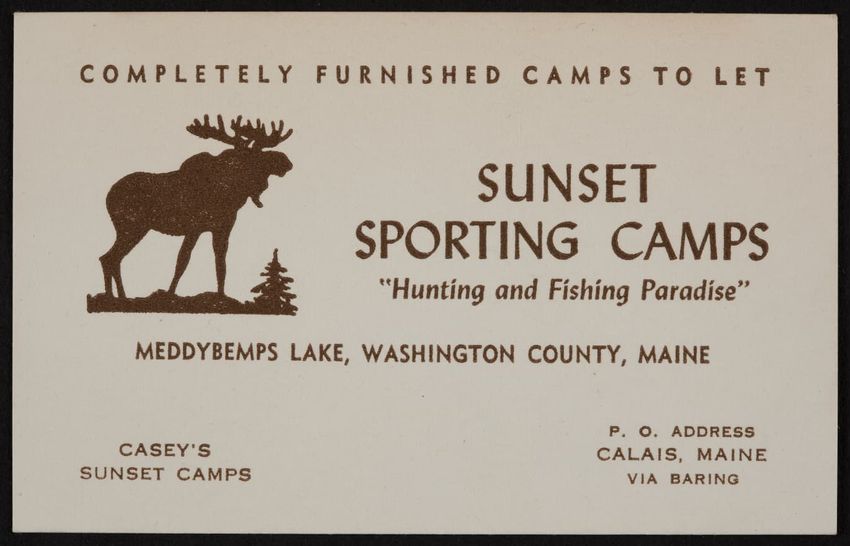 COMPLETELY FURNISHED CAMPS TO LET
SUNSET
SPORTING CAMPS
"Hunting and Fishing Paradise"
MEDDYBEMPS LAKE, WASHINGTON COUNTY, MAINE
CASEY'S
SUNSET CAMPS
P. O. ADDRESS
CALAIS, MAINE
VIA BARING